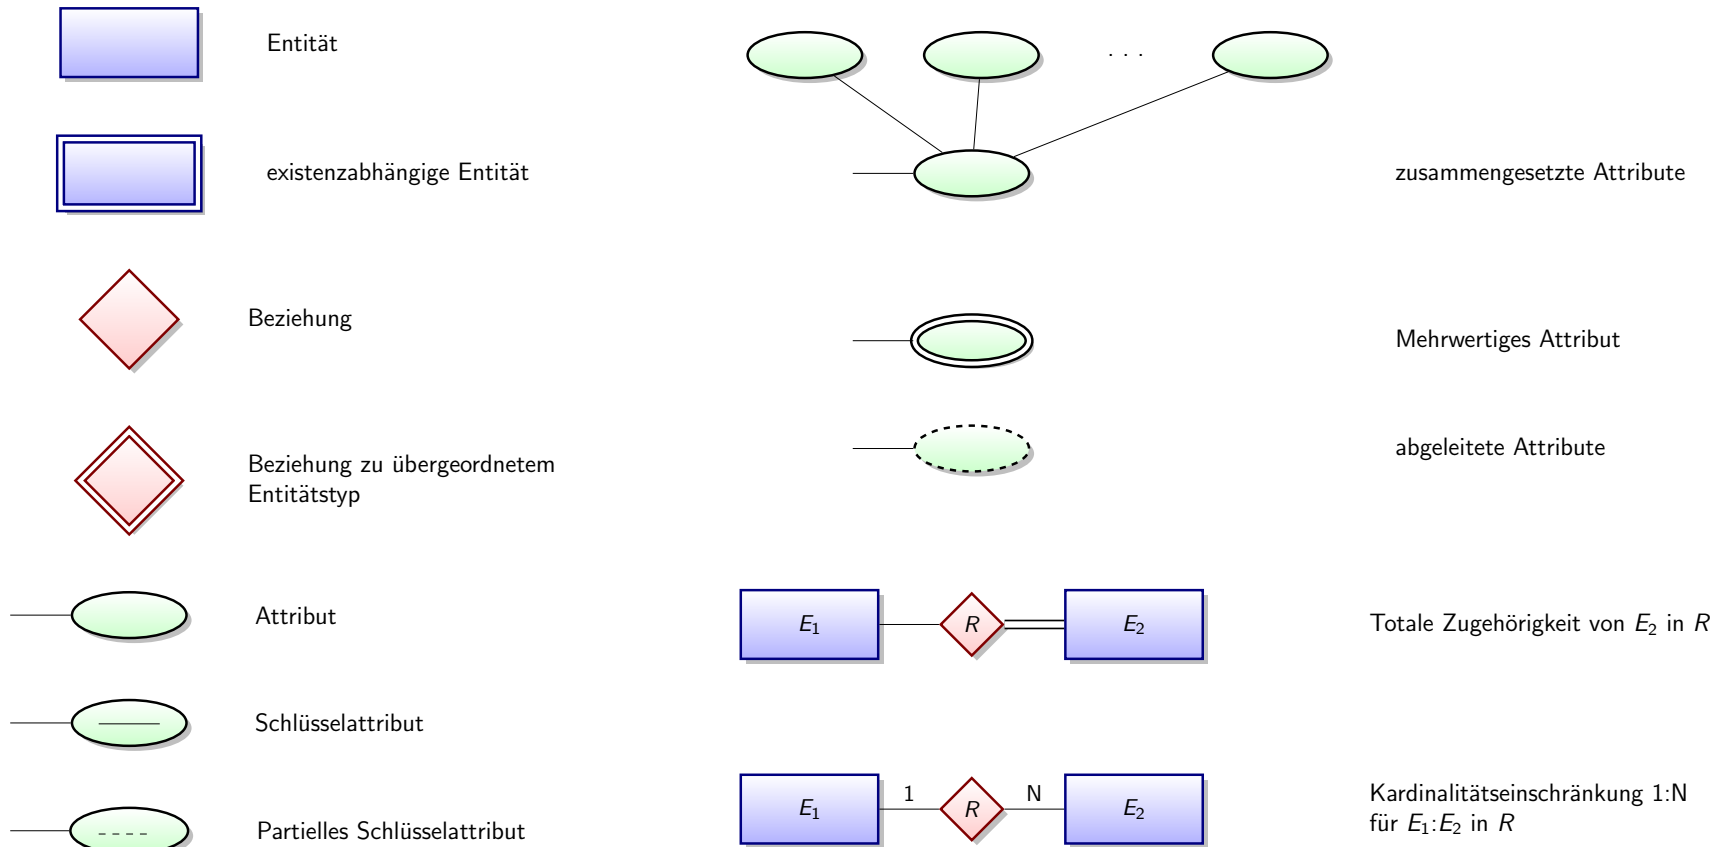 Entität
existenzabhängige Entität
Beziehung
Beziehung zu übergeordnetem
Entitätstyp
Attribut
Schlüsselattribut
Partielles Schlüsselattribut
. . .
zusammengesetzte Attribute
Mehrwertiges Attribut
abgeleitete Attribute
E₁ R E₂
Totale Zugehörigkeit von E₂ in R
E₁ 1 R N E₂
Kardinalitätseinschränkung 1:N
für E₁:E₂ in R